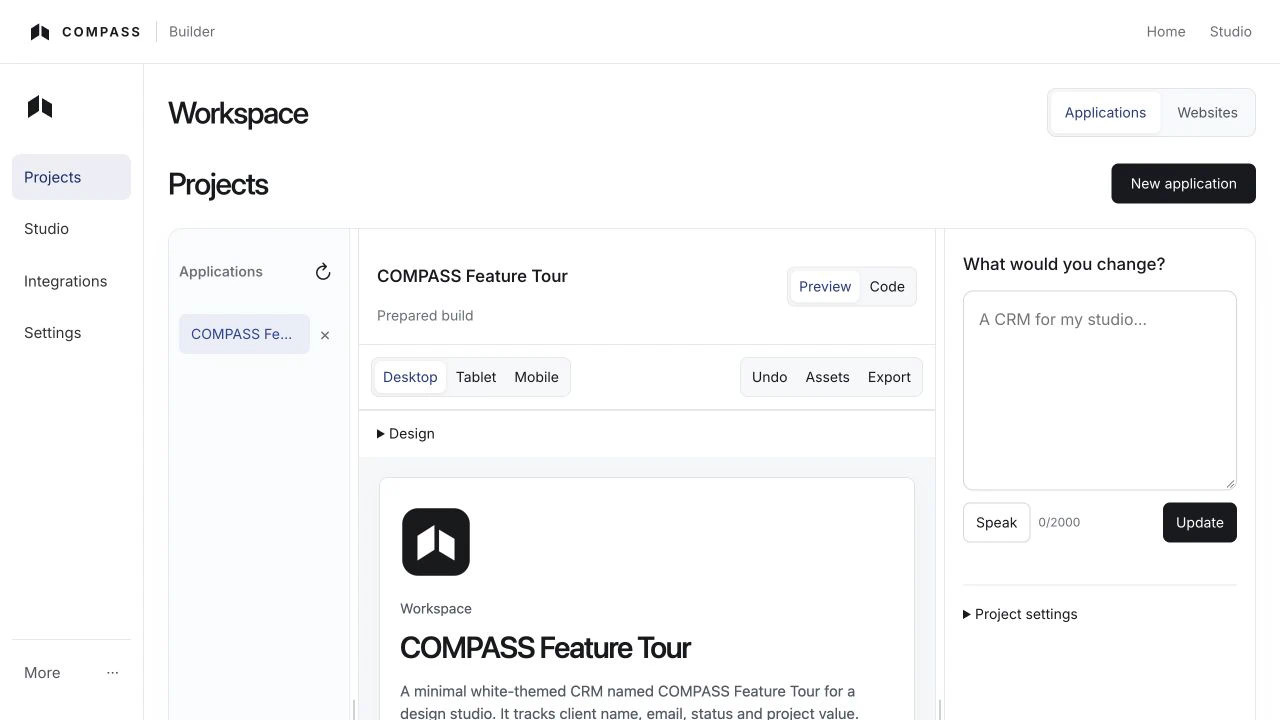 COMPASS
Builder
Home
Studio
Workspace
Applications
Websites
Projects
Studio
Integrations
Settings
More
Projects
New application
Applications
COMPASS Fe...
COMPASS Feature Tour
Prepared build
Preview
Code
Desktop
Tablet
Mobile
Undo
Assets
Export
Design
Workspace
COMPASS Feature Tour
A minimal white-themed CRM named COMPASS Feature Tour for a
design studio. It tracks client name, email, status and project value.
What would you change?
A CRM for my studio...
Speak
0/2000
Update
Project settings